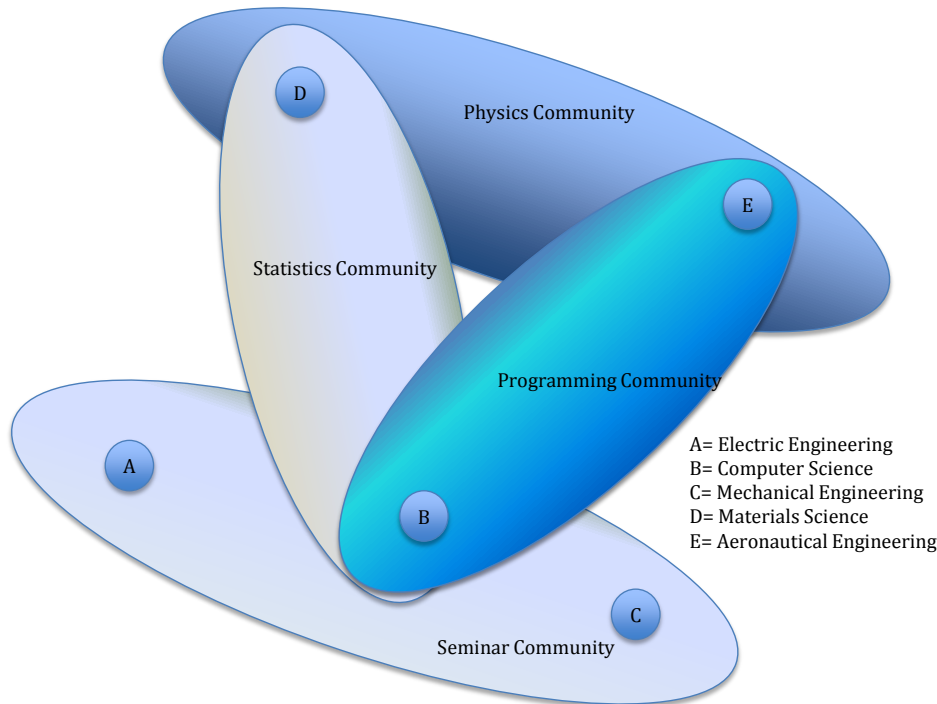 D
Physics Community
E
Statistics Community
Programming Community
A
A= Electric Engineering
B= Computer Science
C= Mechanical Engineering
D= Materials Science
E= Aeronautical Engineering
B
C
Seminar Community